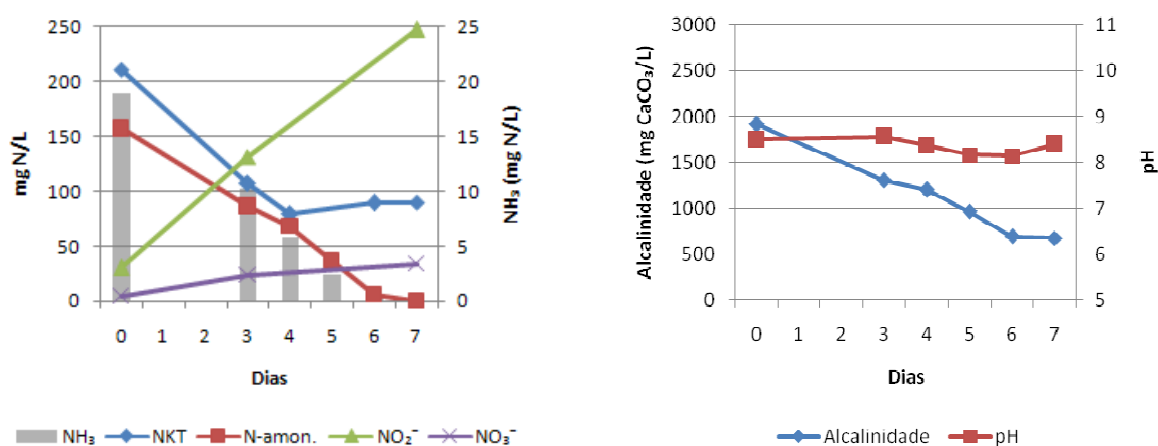 250
200
150
100
50
0
mg N/L
25
20
15
10
5
0
NH₃ (mg N/L)
0 1 2 3 4 5 6 7
Dias
NH₃ NKT N-amon. NO₂⁻ NO₃⁻
3000
2500
2000
1500
1000
500
0
Alcalinidade (mg CaCO₃/L)
11
10
9
8
7
6
5
pH
0 1 2 3 4 5 6 7
Dias
Alcalinidade pH